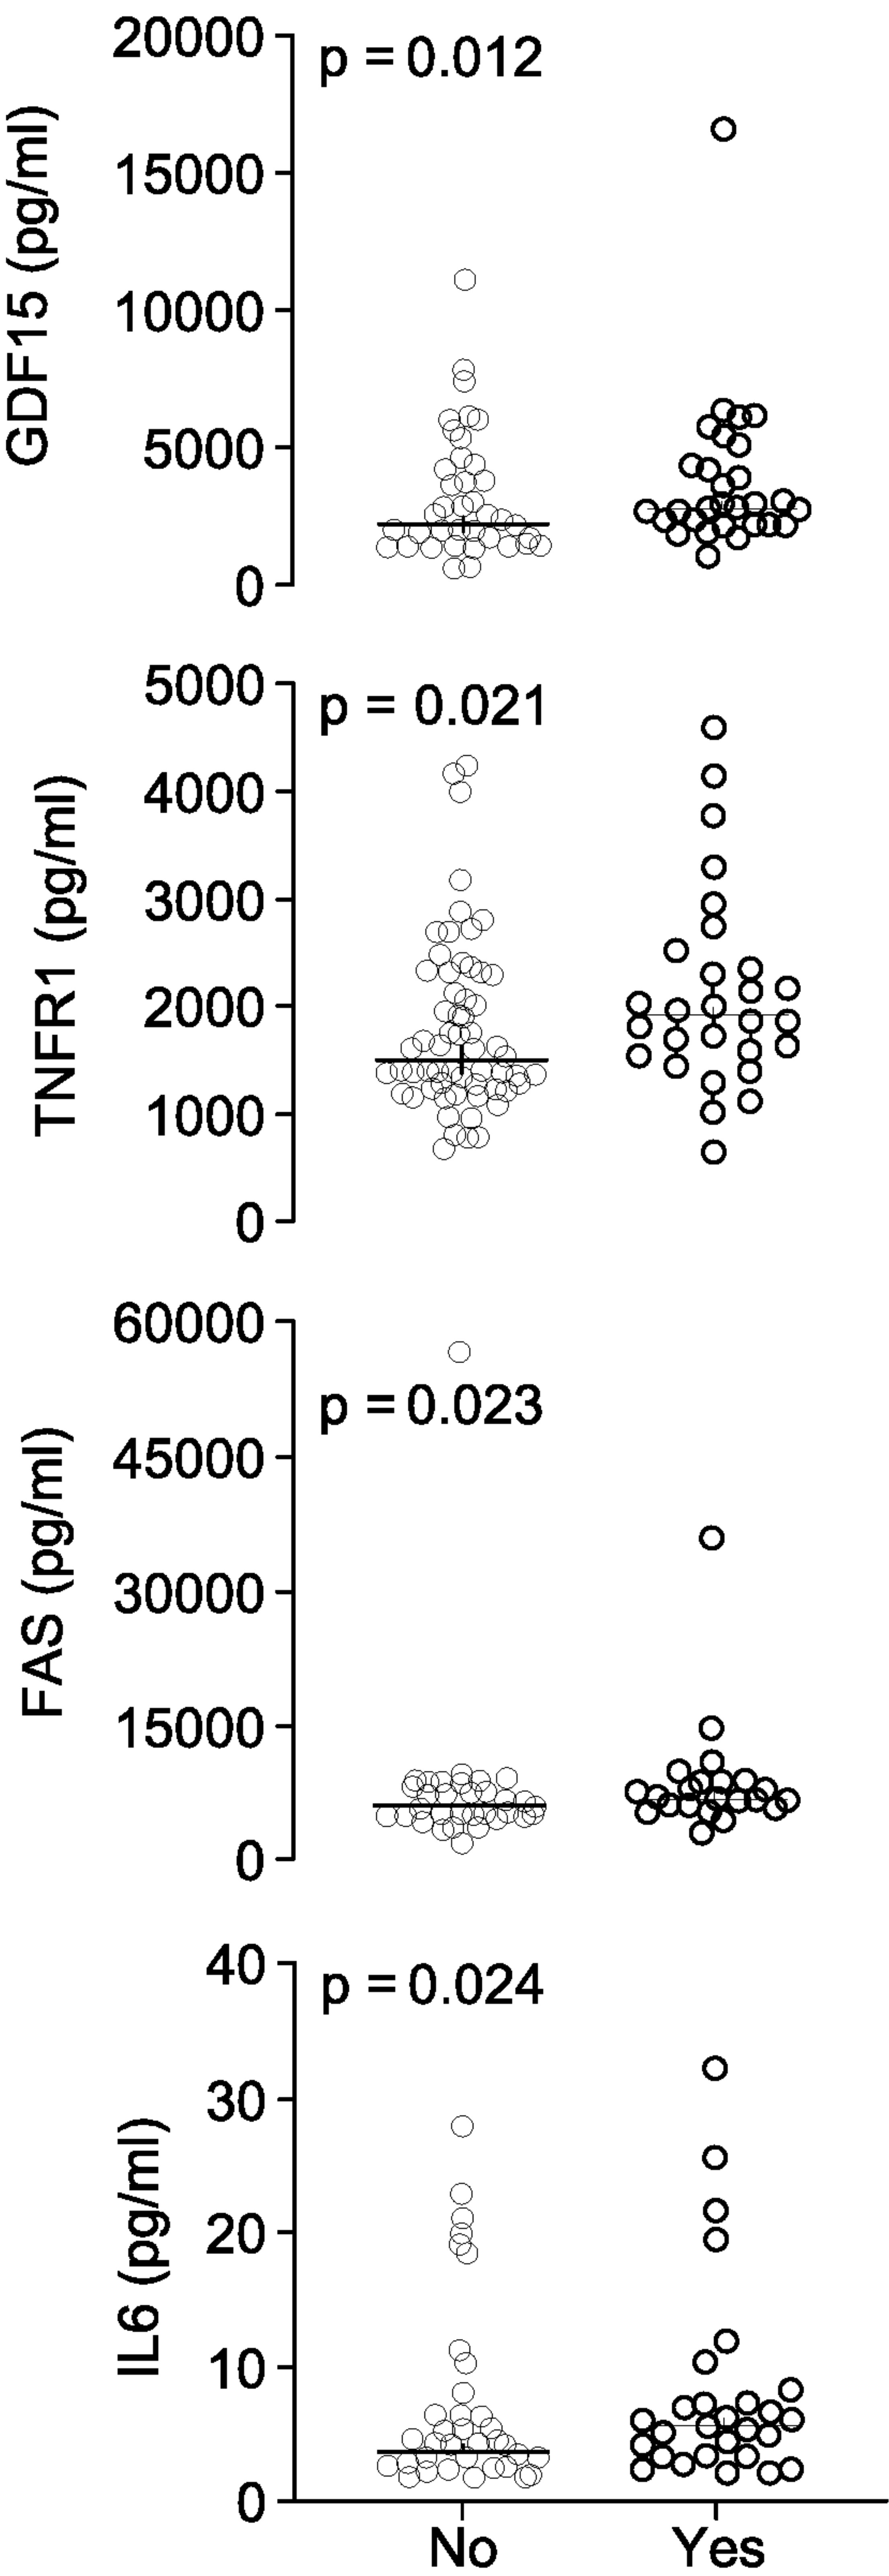 GDF15 (pg/ml)
20000
p = 0.012
15000
10000
5000
0
TNFR1 (pg/ml)
5000
p = 0.021
4000
3000
2000
1000
0
FAS (pg/ml)
60000
p = 0.023
45000
30000
15000
0
IL6 (pg/ml)
40
p = 0.024
30
20
10
0
No Yes